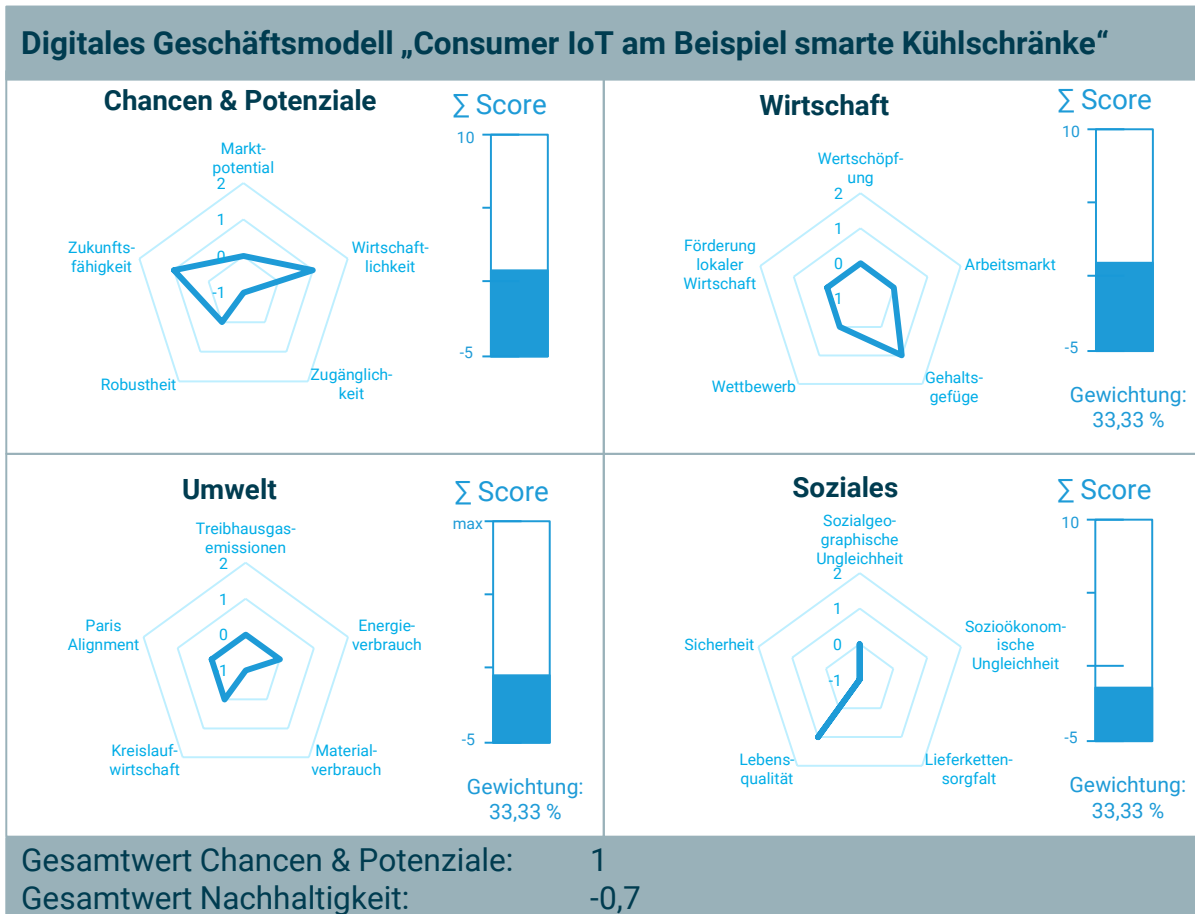 Digitales Geschäftsmodell „Consumer IoT am Beispiel smarte Kühlschränke“
Chancen & Potenziale
∑ Score
10
-5
Markt-
potential
2
1
0
-1
Wirtschaft-
lichkeit
Zugänglich-
keit
Robustheit
Zukunfts-
fähigkeit
Wirtschaft
∑ Score
10
-5
Gewichtung:
33,33 %
Wertschöpf-
ung
2
1
0
1
Arbeitsmarkt
Gehalts-
gefüge
Wettbewerb
Förderung
lokaler
Wirtschaft
Umwelt
∑ Score
max
-5
Gewichtung:
33,33 %
Treibhausgas-
emissionen
2
1
0
1
Energie-
verbrauch
Material-
verbrauch
Kreislauf-
wirtschaft
Paris
Alignment
Soziales
∑ Score
10
-5
Gewichtung:
33,33 %
Sozialgeo-
graphische
Ungleichheit
2
1
0
-1
Sozioökonom-
ische
Ungleichheit
Lieferketten-
sorgfalt
Lebens-
qualität
Sicherheit
Gesamtwert Chancen & Potenziale: 1
Gesamtwert Nachhaltigkeit: -0,7